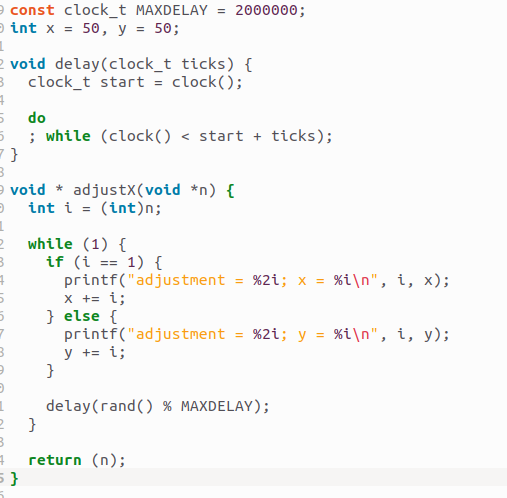 const clock_t MAXDELAY = 2000000;
int x = 50, y = 50;
void delay(clock_t ticks) {
clock_t start = clock();
do
; while (clock() < start + ticks);
}
void * adjustX(void *n) {
int i = (int)n;
while (1) {
if (i == 1) {
printf("adjustment = %2i; x = %i\n", i, x);
x += i;
} else {
printf("adjustment = %2i; y = %i\n", i, y);
y += i;
}
delay(rand() % MAXDELAY);
}
return (n);
}